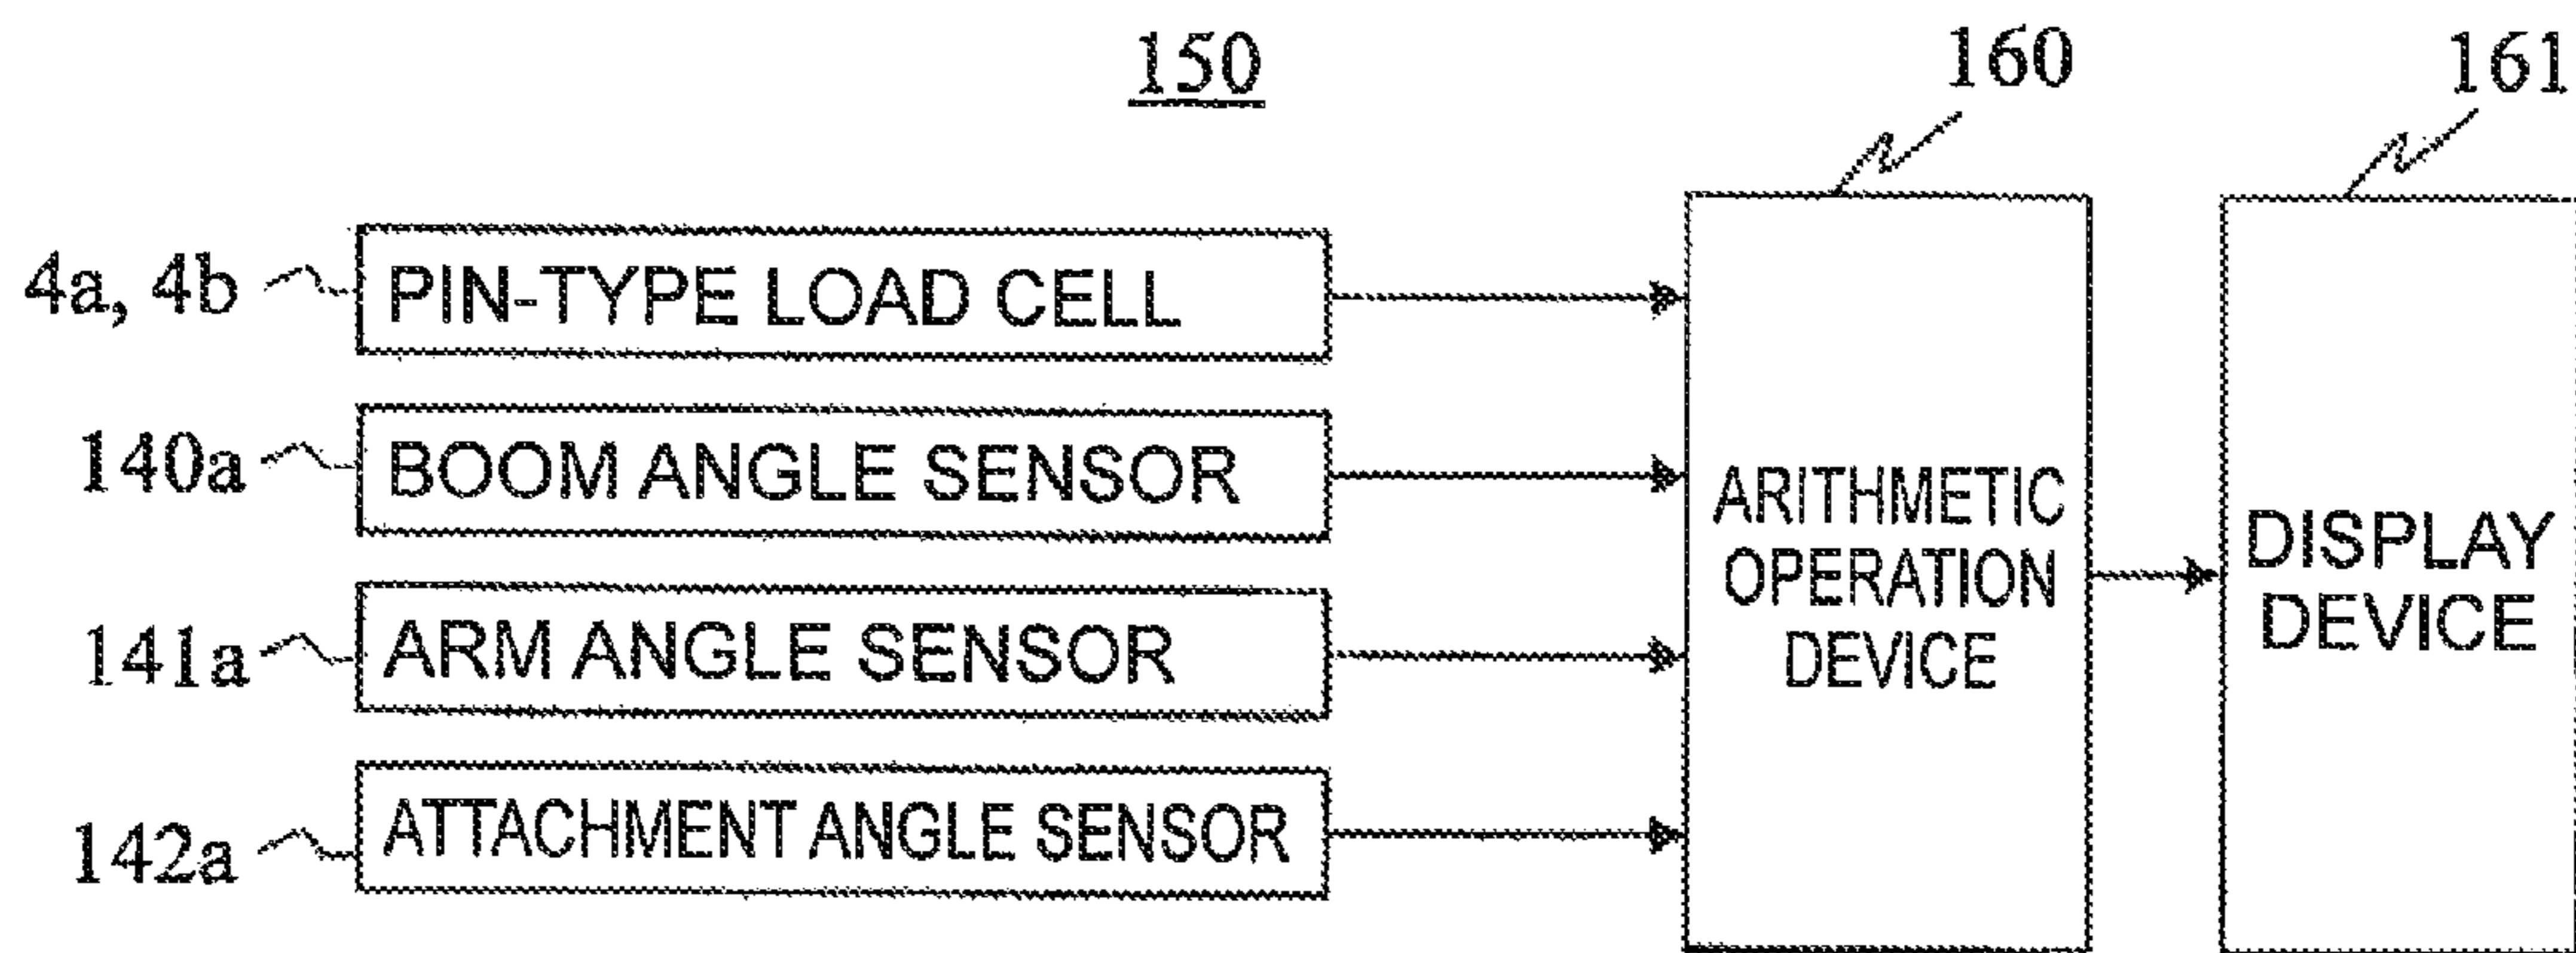 150
160
161
4a, 4b
PIN-TYPE LOAD CELL
140a
BOOM ANGLE SENSOR
141a
ARM ANGLE SENSOR
142a
ATTACHMENT ANGLE SENSOR
ARITHMETIC
OPERATION
DEVICE
DISPLAY
DEVICE